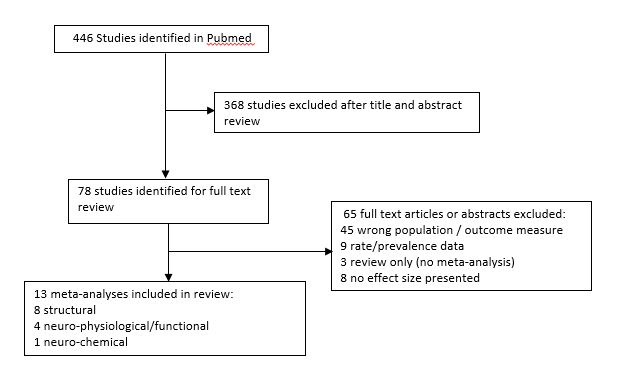 446 Studies identified in Pubmed
368 studies excluded after title and abstract
review
78 studies identified for full text
review
65 full text articles or abstracts excluded:
45 wrong population / outcome measure
9 rate/prevalence data
3 review only (no meta-analysis)
8 no effect size presented
13 meta-analyses included in review:
8 structural
4 neuro-physiological/functional
1 neuro-chemical